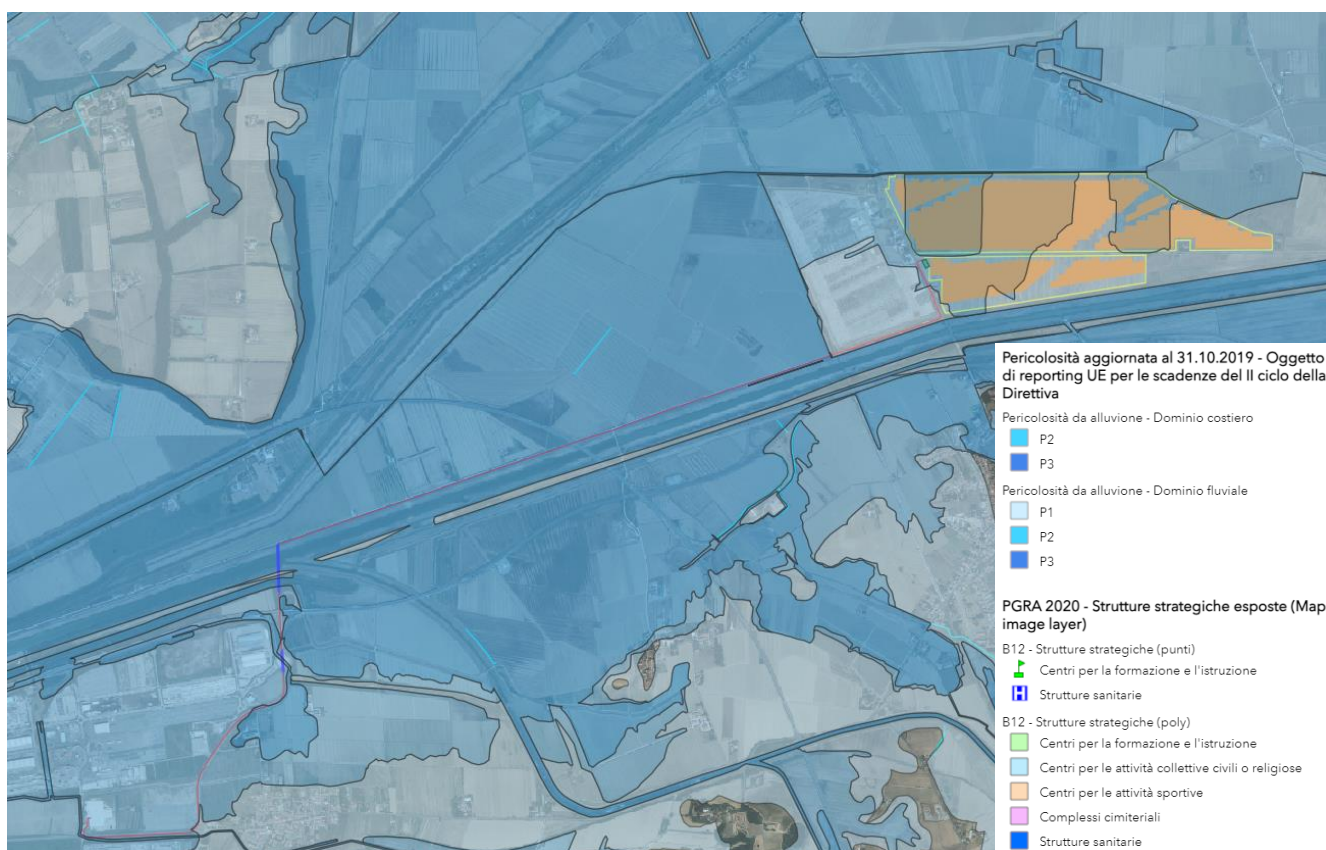 Pericolosità aggiornata al 31.10.2019 - Oggetto
di reporting UE per le scadenze del II ciclo della
Direttiva
Pericolosità da alluvione - Dominio costiero
P2
P3
Pericolosità da alluvione - Dominio fluviale
P1
P2
P3
PGRA 2020 - Strutture strategiche esposte (Map
image layer)
B12 - Strutture strategiche (punti)
Centri per la formazione e l'istruzione
H Strutture sanitarie
B12 - Strutture strategiche (poly)
Centri per la formazione e l'istruzione
Centri per le attività collettive civili o religiose
Centri per le attività sportive
Complessi cimiteriali
Strutture sanitarie